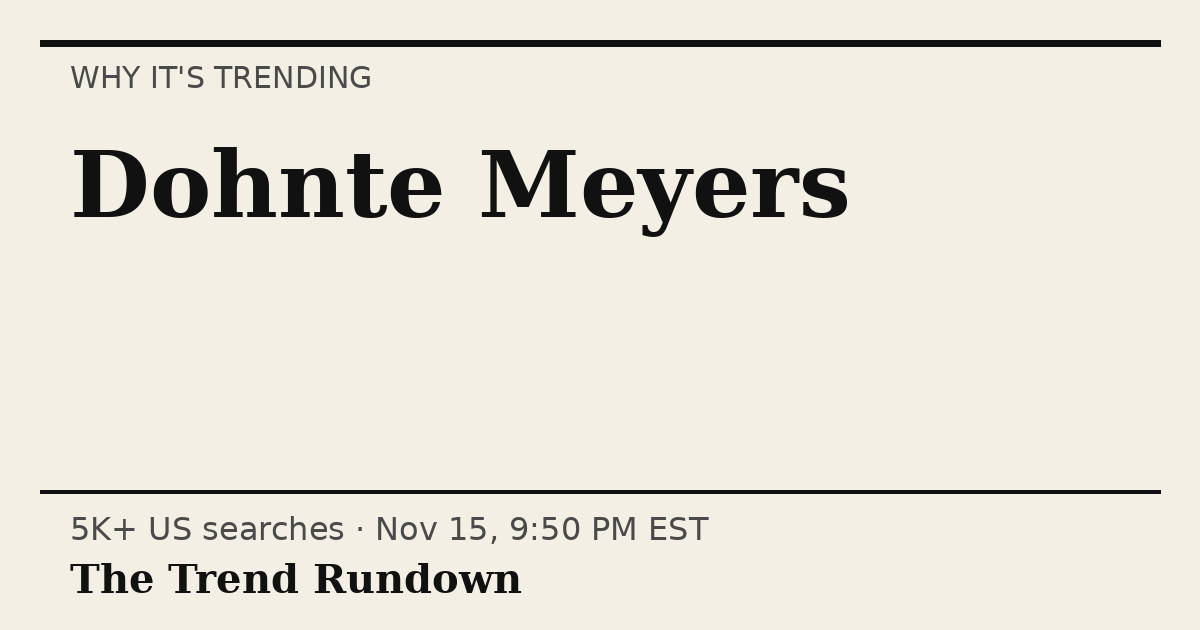 WHY IT'S TRENDING
Dohnte Meyers
5K+ US searches · Nov 15, 9:50 PM EST
The Trend Rundown